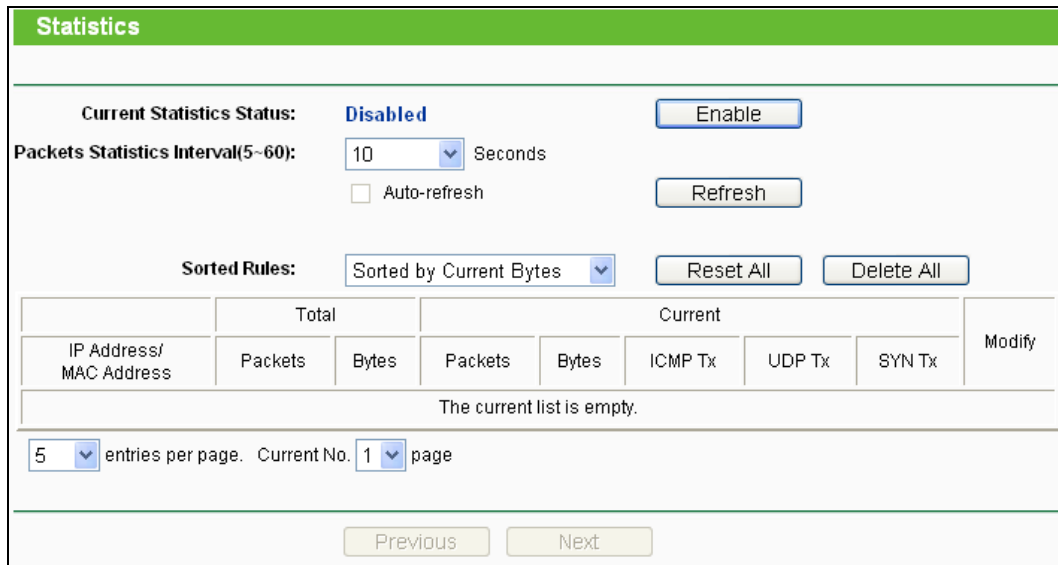 Statistics
Current Statistics Status: Disabled Enable
Packets Statistics Interval(5~60): 10 Seconds
Auto-refresh Refresh
Sorted Rules: Sorted by Current Bytes Reset All Delete All
Total Current Modify
IP Address/
MAC Address Packets Bytes Packets Bytes ICMP Tx UDP Tx SYN Tx
The current list is empty.
5 entries per page. Current No. 1 page
Previous Next